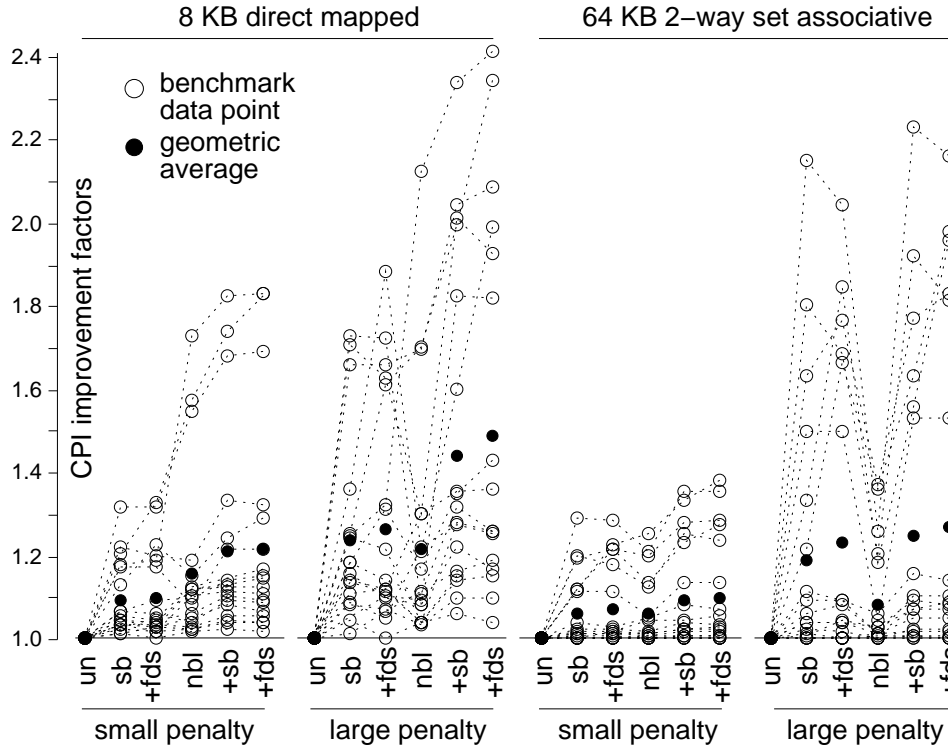 8 KB direct mapped
64 KB 2−way set associative
2.4
2.2
2.0
1.8
1.6
1.4
1.2
1.0
CPI improvement factors
benchmark
data point
geometric
average
un
sb
+fds
nbl
+sb
+fds
un
sb
+fds
nbl
+sb
+fds
un
sb
+fds
nbl
+sb
+fds
un
sb
+fds
nbl
+sb
+fds
small penalty
large penalty
small penalty
large penalty